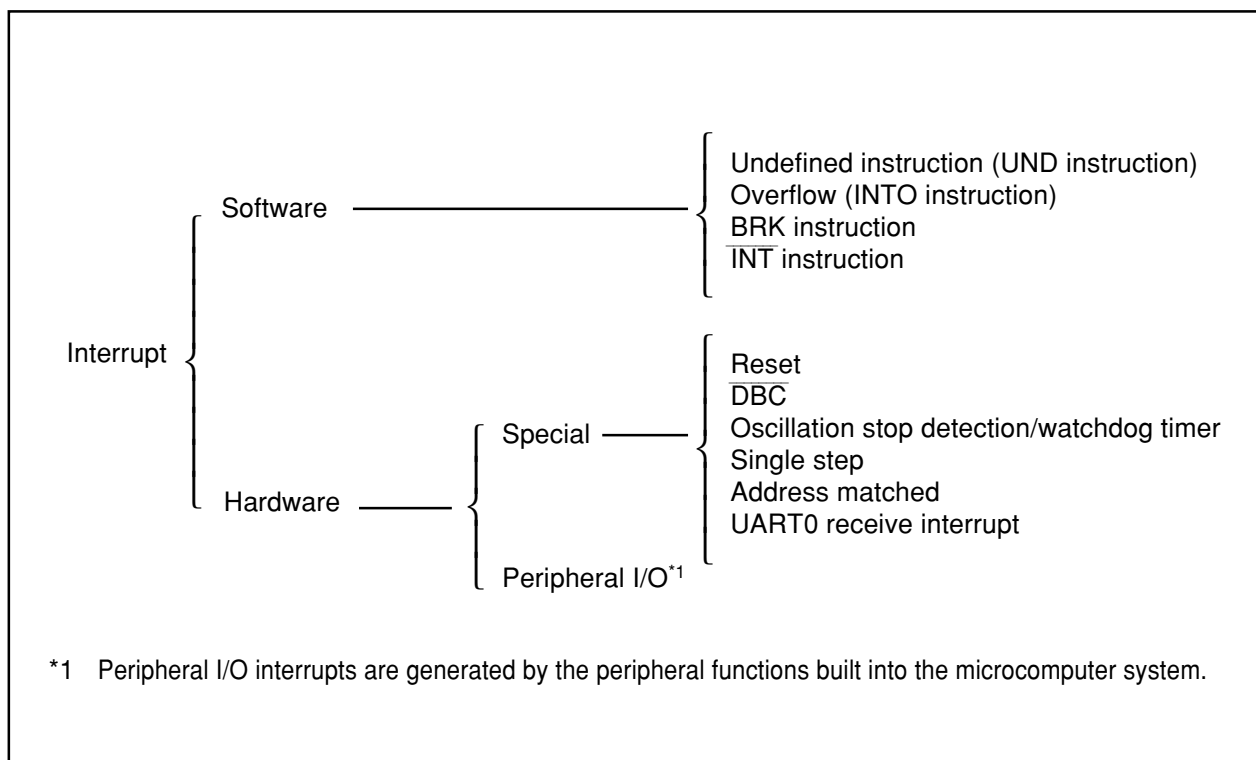 Interrupt
Software
Undefined instruction (UND instruction)
Overflow (INTO instruction)
BRK instruction
I̅N̅T̅ instruction
Hardware
Special
Reset
D̅B̅C̅
Oscillation stop detection/watchdog timer
Single step
Address matched
UART0 receive interrupt
Peripheral I/O*1
*1 Peripheral I/O interrupts are generated by the peripheral functions built into the microcomputer system.